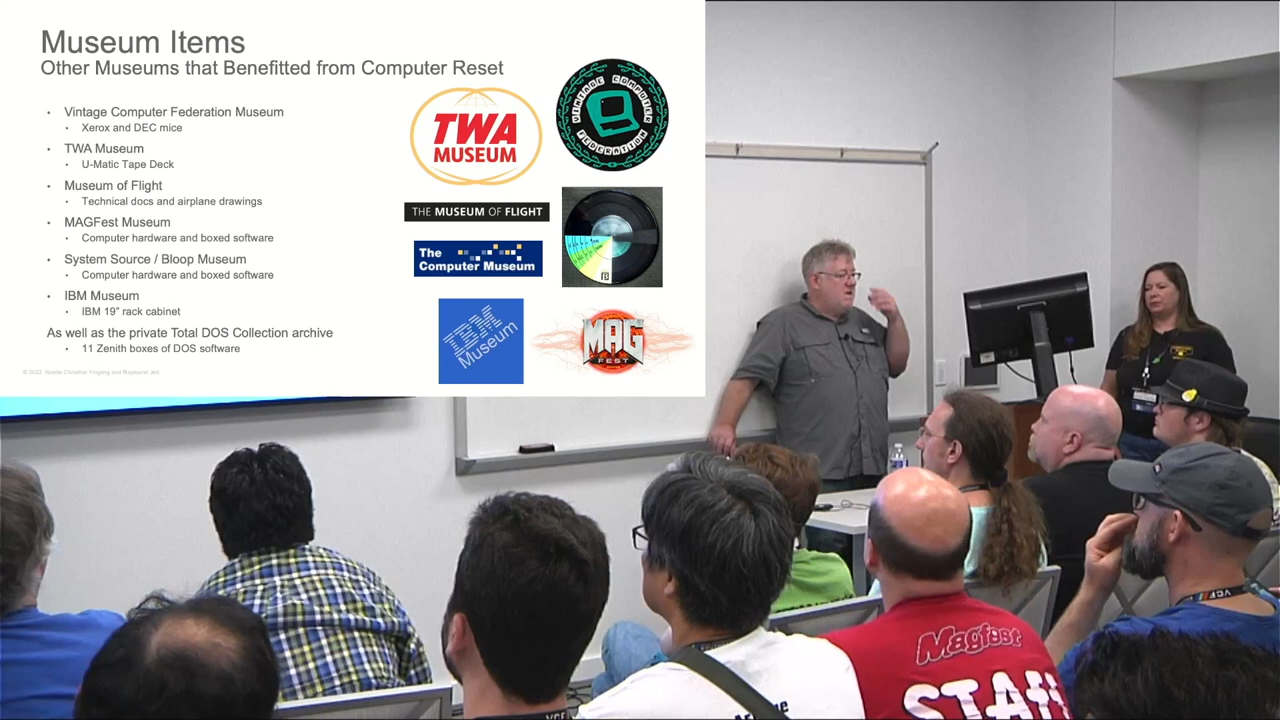 Museum Items
Other Museums that Benefitted from Computer Reset
• Vintage Computer Federation Museum
• Xerox and DEC mice
• TWA Museum
• U-Matic Tape Deck
• Museum of Flight
• Technical docs and airplane drawings
• MAGFest Museum
• Computer hardware and boxed software
• System Source / Bloop Museum
• Computer hardware and boxed software
• IBM Museum
• IBM 19" rack cabinet
As well as the private Total DOS Collection archive
• 11 Zenith boxes of DOS software
TWA
MUSEUM
VINTAGE COMPUTER
FEDERATION
THE MUSEUM OF FLIGHT
The
Computer Museum
IBM
Museum
MAG
FEST
Magfest
STAFF
VCF
VCF